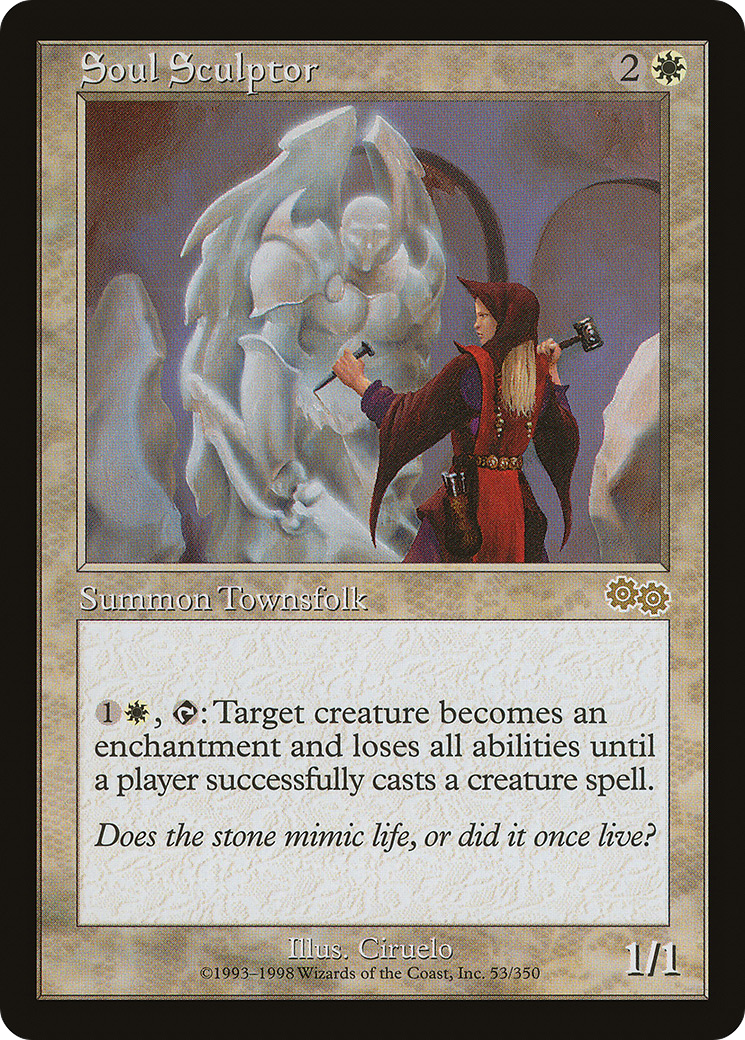 Soul Sculptor 2
Summon Townsfolk
1 , : Target creature becomes an
enchantment and loses all abilities until
a player successfully casts a creature spell.
Does the stone mimic life, or did it once live?
Illus. Ciruelo
©1993–1998 Wizards of the Coast, Inc. 53/350
1/1